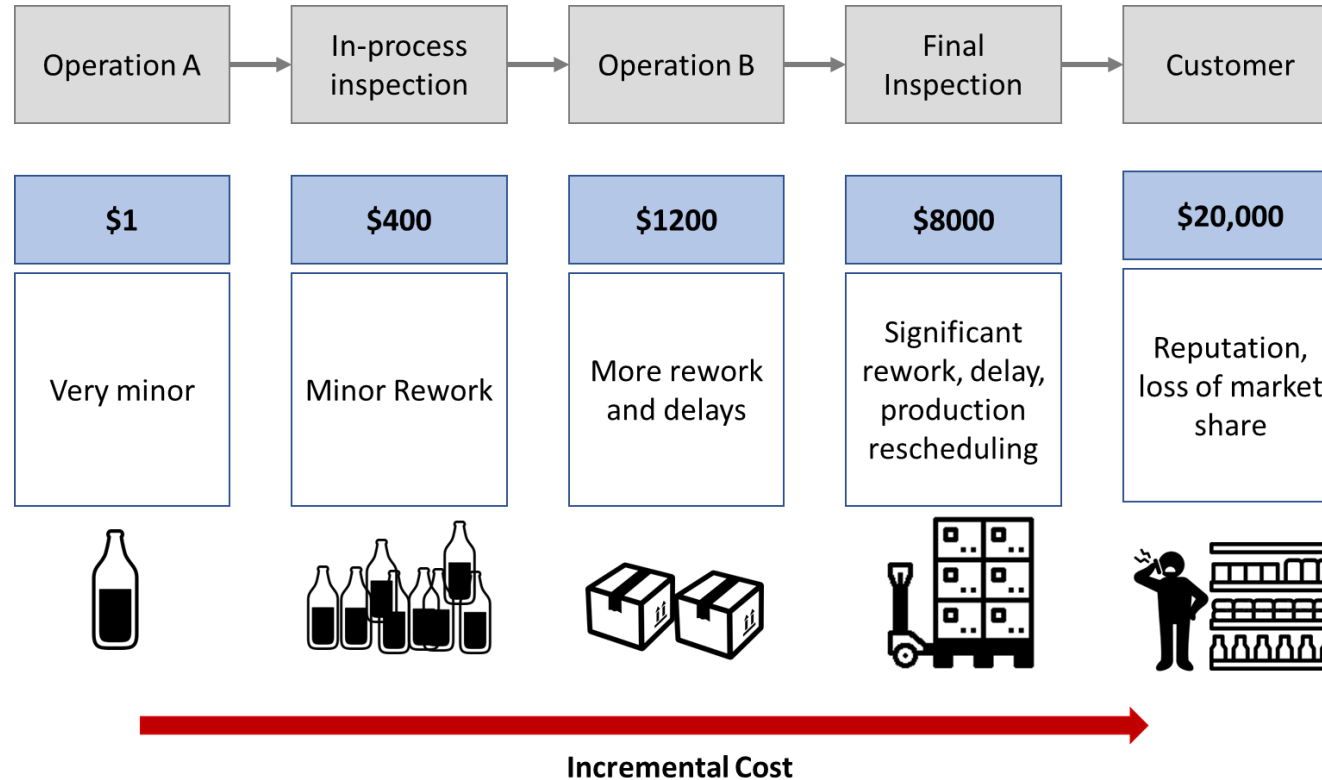 Operation A
In-process
inspection
Operation B
Final
Inspection
Customer
$1
$400
$1200
$8000
$20,000
Very minor
Minor Rework
More rework
and delays
Significant
rework, delay,
production
rescheduling
Reputation,
loss of market
share
Incremental Cost